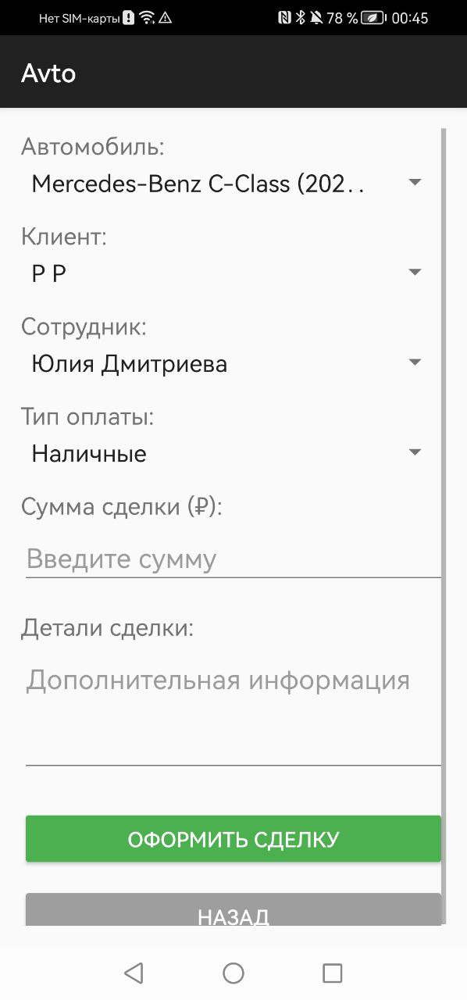 Нет SIM-карты 78 % 00:45
Avto
Автомобиль:
Mercedes-Benz C-Class (202..
Клиент:
Р Р
Сотрудник:
Юлия Дмитриева
Тип оплаты:
Наличные
Сумма сделки (₽):
Введите сумму
Детали сделки:
Дополнительная информация
ОФОРМИТЬ СДЕЛКУ
НАЗАД